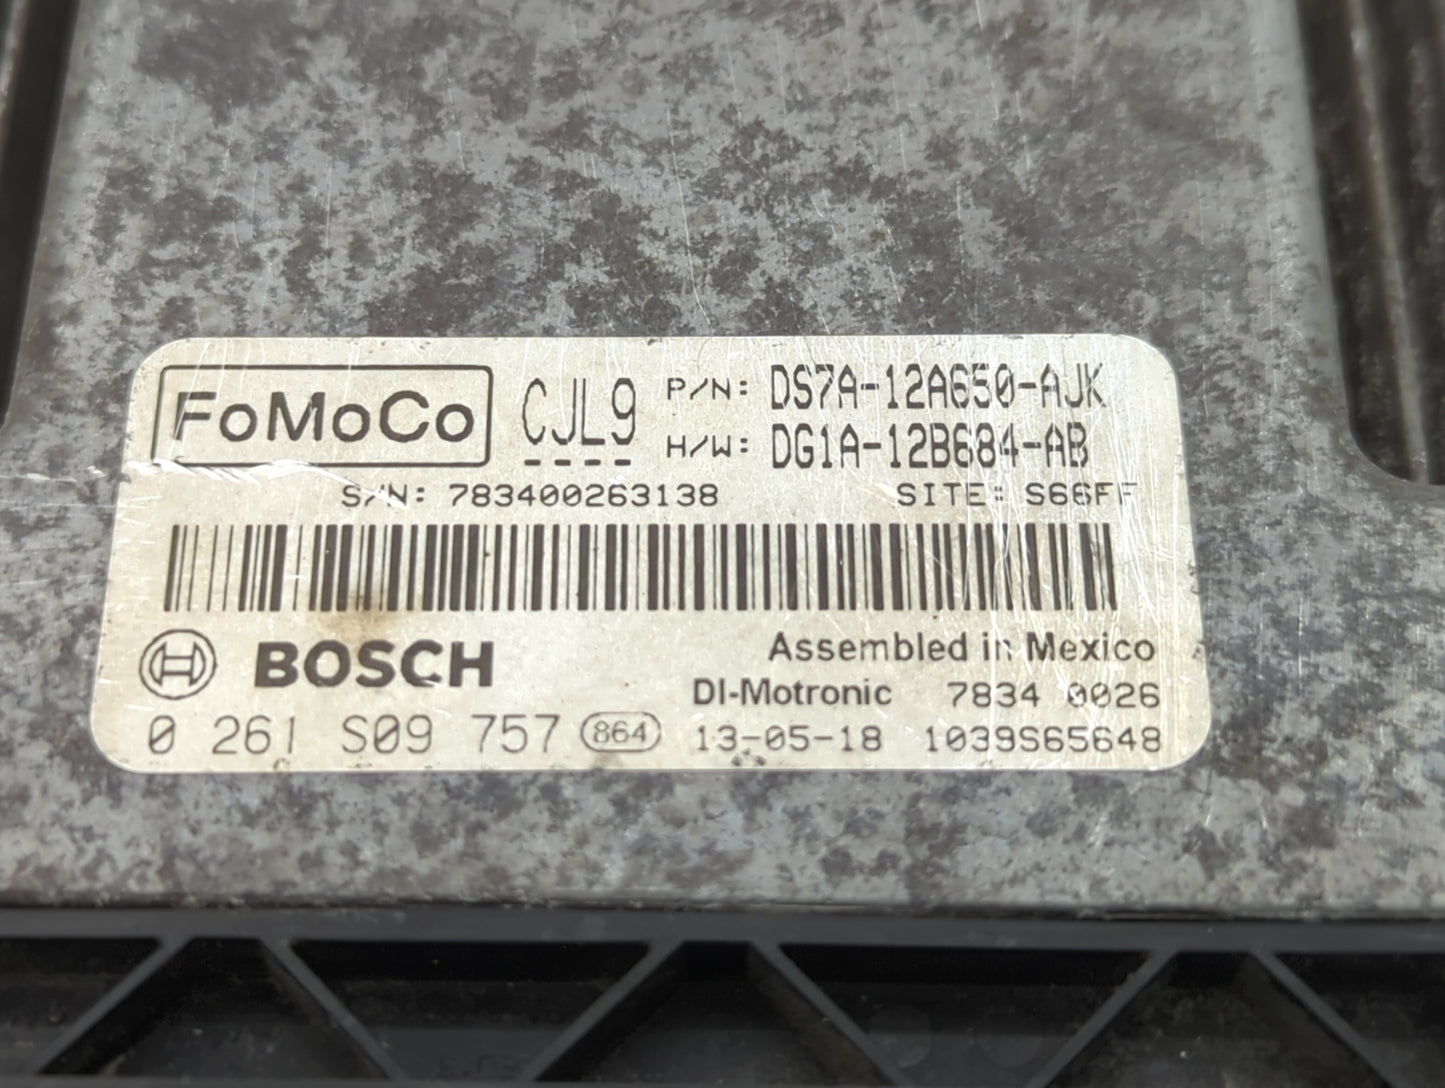 FoMoCo CJL9 P/N: DS7A-12A650-AJK
H/W: DG1A-12B684-AB
S/N: 783400263138 SITE: S66FF
BOSCH Assembled in Mexico
DI-Motronic 7834 0026
0 261 S09 757 864 13-05-18 1039S65648